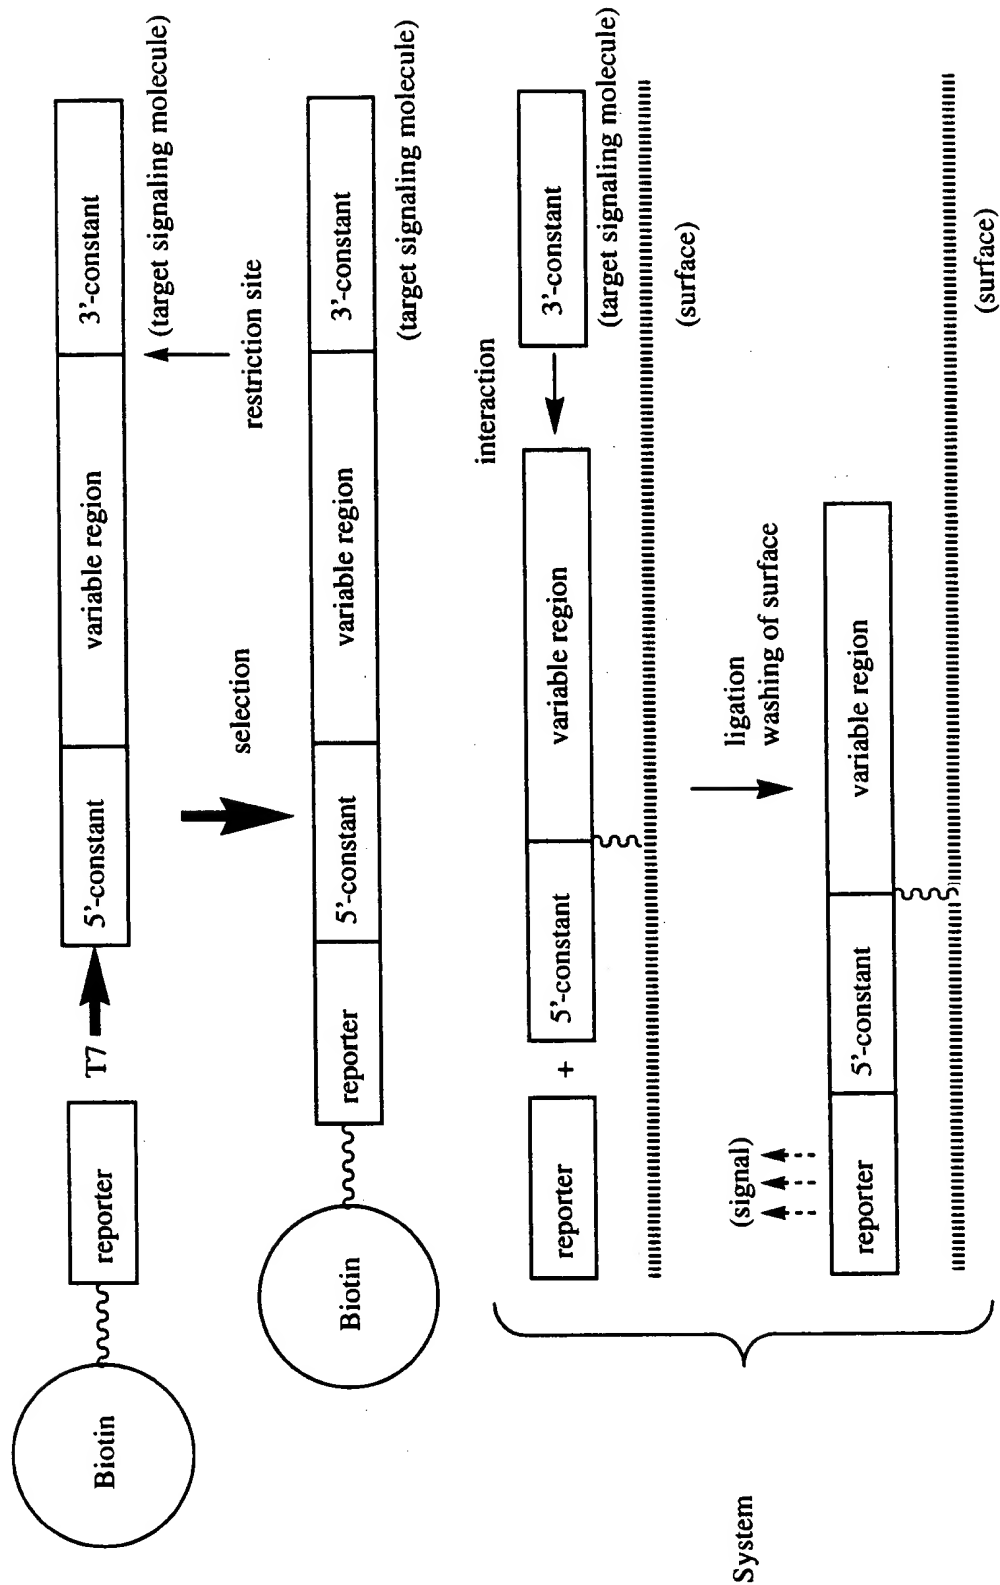 Biotin
reporter
T7
5'-constant
variable region
3'-constant
(target signaling molecule)
restriction site
selection
Biotin
reporter
5'-constant
variable region
3'-constant
(target signaling molecule)
interaction
reporter
+
5'-constant
variable region
3'-constant
(target signaling molecule)
(surface)
ligation
washing of surface
(signal)
reporter
5'-constant
variable region
(surface)
System